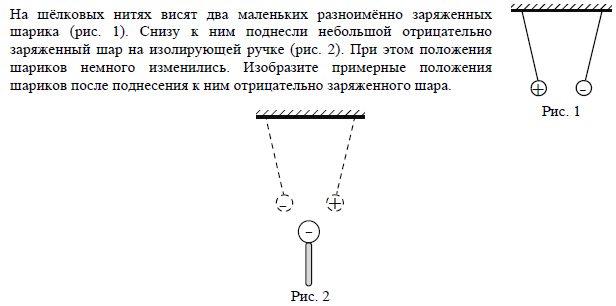 На шёлковых нитях висят два маленьких разноимённо заряженных
шарика (рис. 1). Снизу к ним поднесли небольшой отрицательно
заряженный шар на изолирующей ручке (рис. 2). При этом положения
шариков немного изменились. Изобразите примерные положения
шариков после поднесения к ним отрицательно заряженного шара.
+ -
Рис. 1
- +
-
Рис. 2